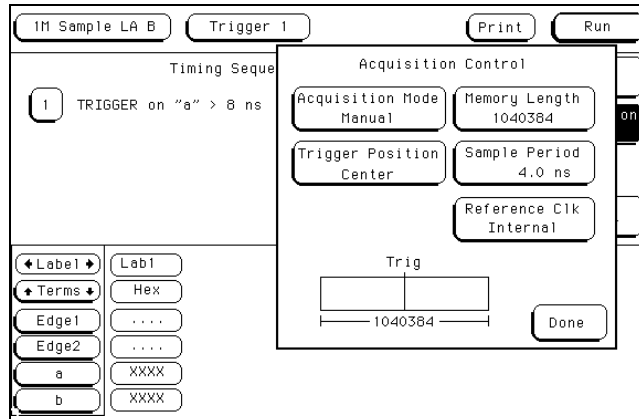 1M Sample LA B Trigger 1 Print Run
Timing Seque
1 TRIGGER on "a" > 8 ns
on
Acquisition Control
Acquisition Mode
Manual
Memory Length
1040384
Trigger Position
Center
Sample Period
4.0 ns
Reference Clk
Internal
Trig
1040384
Done
Label Lab1
Terms Hex
Edge1 ....
Edge2 ....
a XXXX
b XXXX